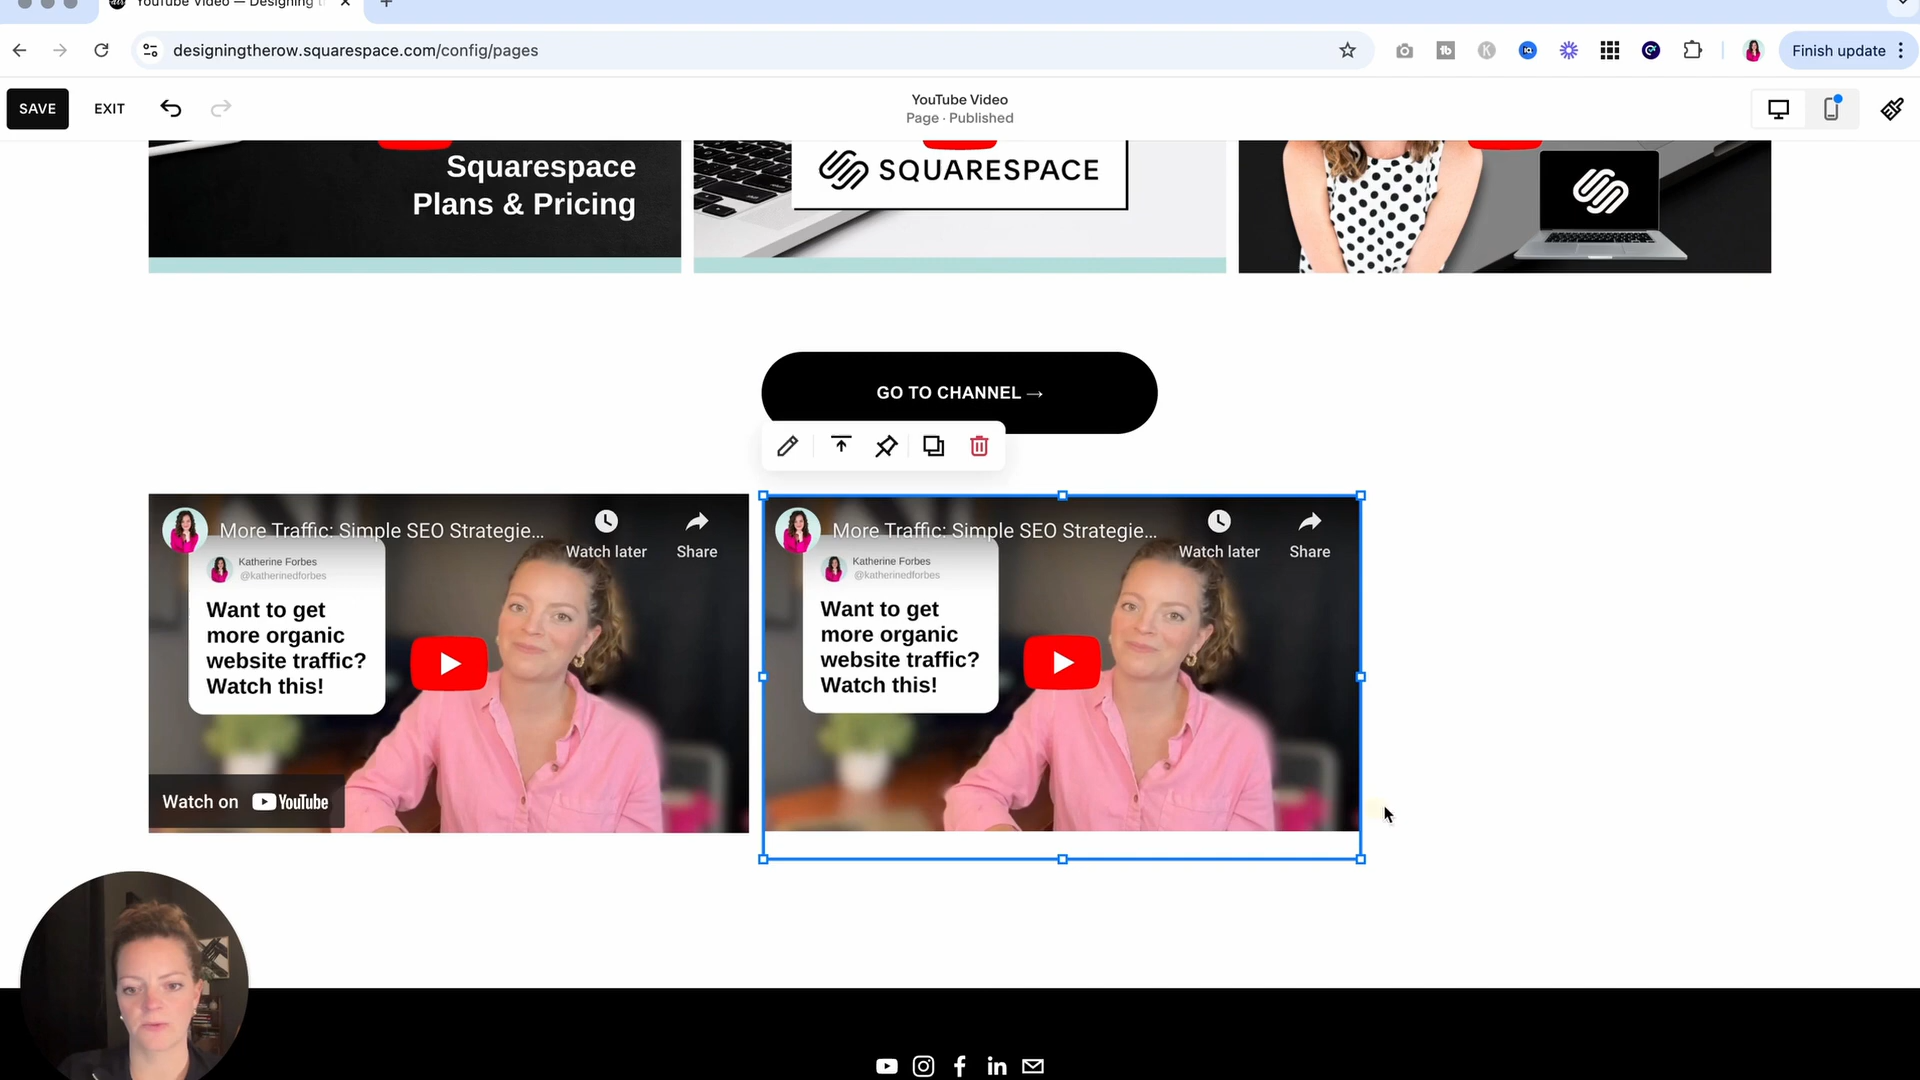 YouTube Video — Designing t
designingtherow.squarespace.com/config/pages
Finish update
SAVE
EXIT
YouTube Video
Page · Published
Squarespace
Plans & Pricing
SQUARESPACE
GO TO CHANNEL →
More Traffic: Simple SEO Strategie...
Watch later
Share
Katherine Forbes
@katherinedforbes
Want to get
more organic
website traffic?
Watch this!
Watch on YouTube
More Traffic: Simple SEO Strategie...
Watch later
Share
Katherine Forbes
@katherinedforbes
Want to get
more organic
website traffic?
Watch this!